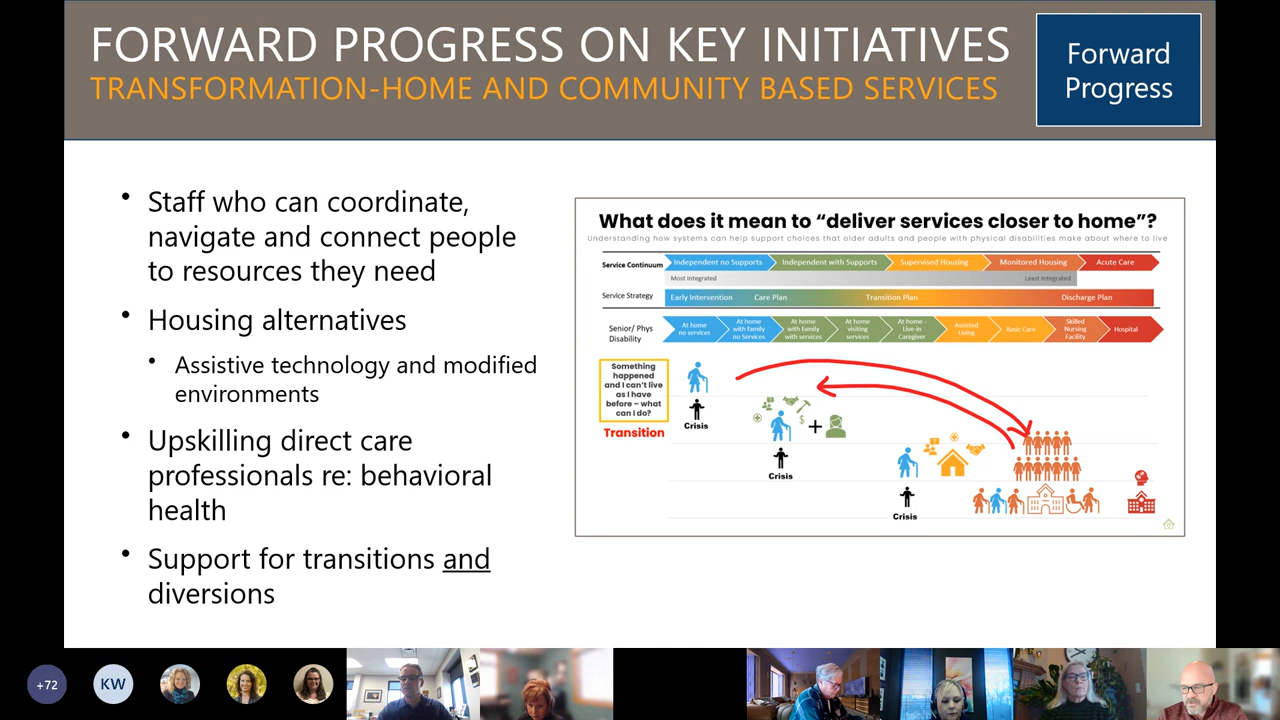 FORWARD PROGRESS ON KEY INITIATIVES
TRANSFORMATION-HOME AND COMMUNITY BASED SERVICES
Forward
Progress
• Staff who can coordinate,
navigate and connect people
to resources they need
• Housing alternatives
• Assistive technology and modified
environments
• Upskilling direct care
professionals re: behavioral
health
• Support for transitions and
diversions
What does it mean to “deliver services closer to home”?
Understanding how systems can help support choices that older adults and people with physical disabilities make about where to live
Service Continuum
Independent no Supports
Independent with Supports
Supervised Housing
Monitored Housing
Acute Care
Most Integrated
Least Integrated
Service Strategy
Early Intervention
Care Plan
Transition Plan
Discharge Plan
Senior/ Phys
Disability
At home
no services
At home
with family
no Services
At home
with family
with services
At home
visiting
services
At home -
Live-in
Caregiver
Assisted
Living
Basic Care
Skilled
Nursing
Facility
Hospital
Something
happened
and I can’t live
as I have
before – what
can I do?
Transition
Crisis
Crisis
Crisis
+72
KW